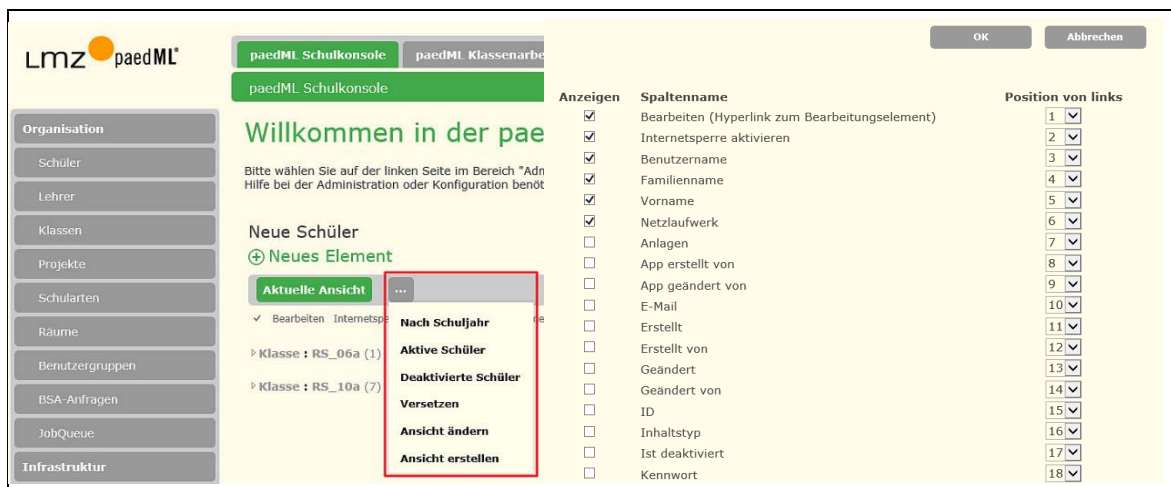 LMZ paedML®
Organisation
Schüler
Lehrer
Klassen
Projekte
Schularten
Räume
Benutzergruppen
BSA-Anfragen
JobQueue
Infrastruktur
paedML Schulkonsole paedML Klassenarbe
paedML Schulkonsole
Willkommen in der pae
Bitte wählen Sie auf der linken Seite im Bereich "Adn
Hilfe bei der Administration oder Konfiguration benöt
Neue Schüler
Neues Element
Aktuelle Ansicht ...
Bearbeiten Internetspe
Klasse : RS_06a (1)
Klasse : RS_10a (7)
Nach Schuljahr
Aktive Schüler
Deaktivierte Schüler
Versetzen
Ansicht ändern
Ansicht erstellen
OK Abbrechen
Anzeigen Spaltenname Position von links
Bearbeiten (Hyperlink zum Bearbeitungselement) 1
Internetsperre aktivieren 2
Benutzername 3
Familienname 4
Vorname 5
Netzlaufwerk 6
Anlagen 7
App erstellt von 8
App geändert von 9
E-Mail 10
Erstellt 11
Erstellt von 12
Geändert 13
Geändert von 14
ID 15
Inhaltstyp 16
Ist deaktiviert 17
Kennwort 18